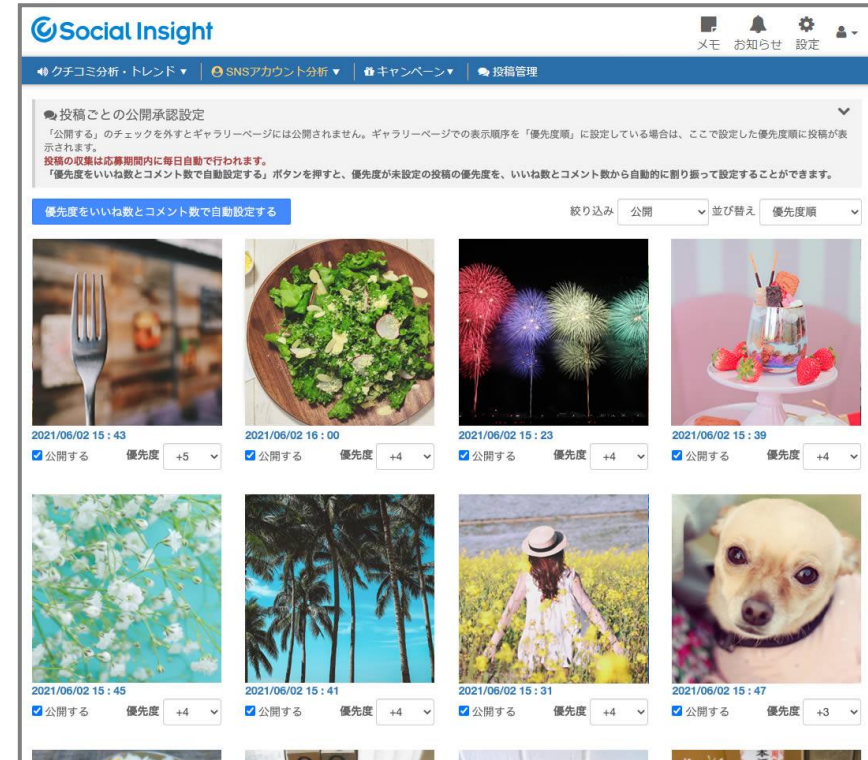 Social Insight
メモ お知らせ 設定
クチコミ分析・トレンド▼ SNSアカウント分析▼ キャンペーン▼ 投稿管理
投稿ごとの公開承認設定
「公開する」のチェックを外すとギャラリーページには公開されません。ギャラリーページでの表示順序を「優先度順」に設定している場合は、ここで設定した優先度順に投稿が表
示されます。
投稿の収集は応募期間内に毎日自動で行われます。
「優先度をいいね数とコメント数で自動設定する」ボタンを押すと、優先度が未設定の投稿の優先度を、いいね数とコメント数から自動的に割り振って設定することができます。
優先度をいいね数とコメント数で自動設定する 絞り込み 公開 並び替え 優先度順
2021/06/02 15:43 2021/06/02 16:00 2021/06/02 15:23 2021/06/02 15:39
公開する 優先度 +5 公開する 優先度 +4 公開する 優先度 +4 公開する 優先度 +4
2021/06/02 15:45 2021/06/02 15:41 2021/06/02 15:31 2021/06/02 15:47
公開する 優先度 +4 公開する 優先度 +4 公開する 優先度 +4 公開する 優先度 +3